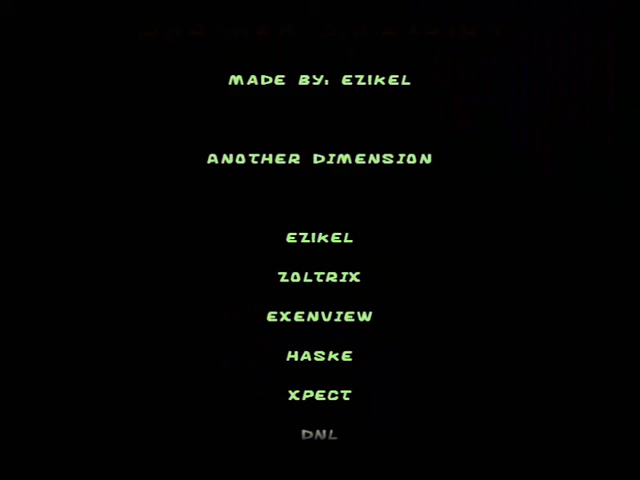 MADE BY: EZIKEL
ANOTHER DIMENSION
EZIKEL
ZOLTRIX
EXENVIEW
HASKE
XPECT
DNL